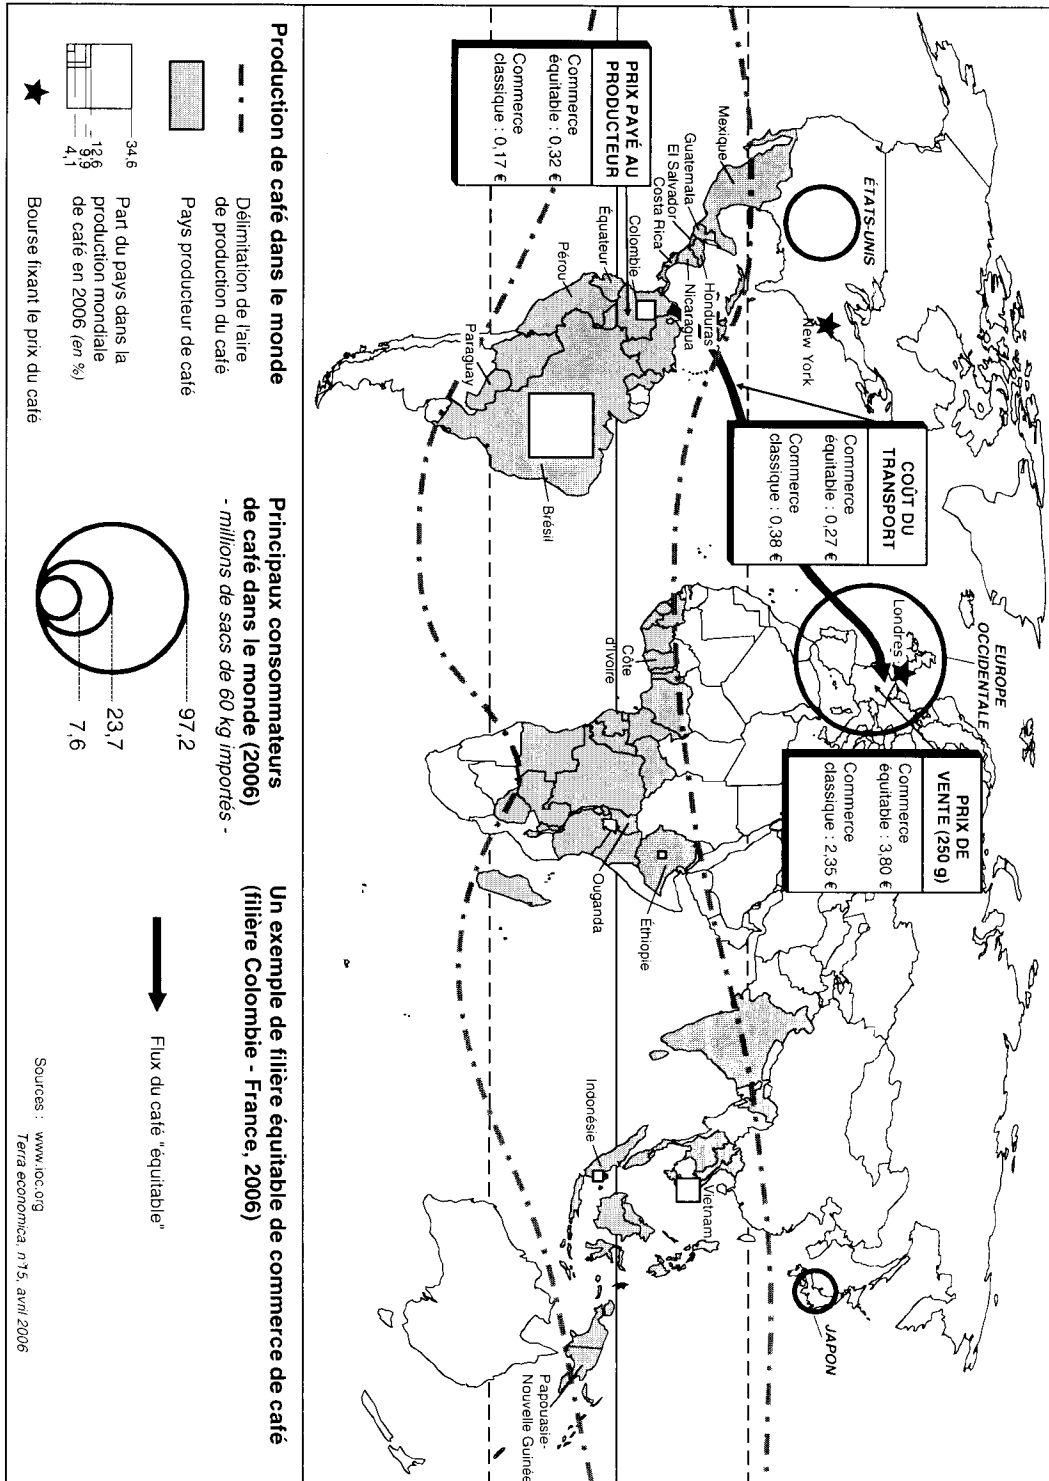 ÉTATS-UNIS
New York
Mexique
Guatemala
El Salvador
Costa Rica
Honduras
Nicaragua
Colombie
Équateur
Pérou
Paraguay
Brésil
PRIX PAYÉ AU
PRODUCTEUR
Commerce
équitable : 0,32 €
Commerce
classique : 0,17 €
COÛT DU
TRANSPORT
Commerce
équitable : 0,27 €
Commerce
classique : 0,38 €
EUROPE
OCCIDENTALE
Londres
PRIX DE
VENTE (250 g)
Commerce
équitable : 3,80 €
Commerce
classique : 2,35 €
Côte
d'Ivoire
Ouganda
Éthiopie
Indonésie
Vietnam
JAPON
Papouasie-
Nouvelle Guinée
Production de café dans le monde
Délimitation de l'aire
de production du café
Pays producteur de café
34,6
12,6
9,9
4,1
Part du pays dans la
production mondiale
de café en 2006 (en %)
Bourse fixant le prix du café
Principaux consommateurs
de café dans le monde (2006)
- millions de sacs de 60 kg importés -
97,2
23,7
7,6
Un exemple de filière équitable de commerce de café
(filière Colombie - France, 2006)
Flux du café "équitable"
Sources : www.ioc.org
Terra economica, n°15, avril 2006